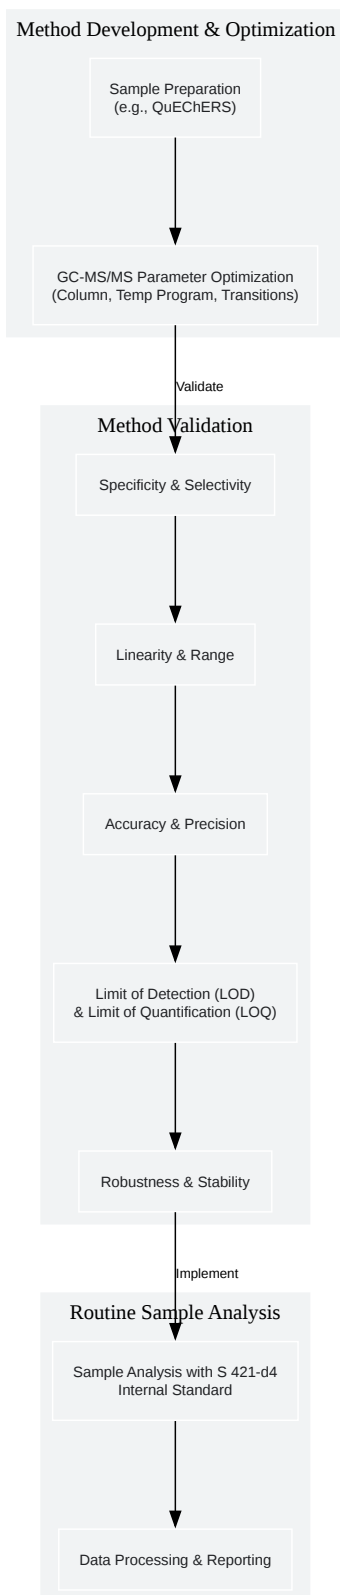 Method Development & Optimization
Sample Preparation
(e.g., QuEChERS)
GC-MS/MS Parameter Optimization
(Column, Temp Program, Transitions)
Validate
Method Validation
Specificity & Selectivity
Linearity & Range
Accuracy & Precision
Limit of Detection (LOD)
& Limit of Quantification (LOQ)
Robustness & Stability
Implement
Routine Sample Analysis
Sample Analysis with S 421-d4
Internal Standard
Data Processing & Reporting